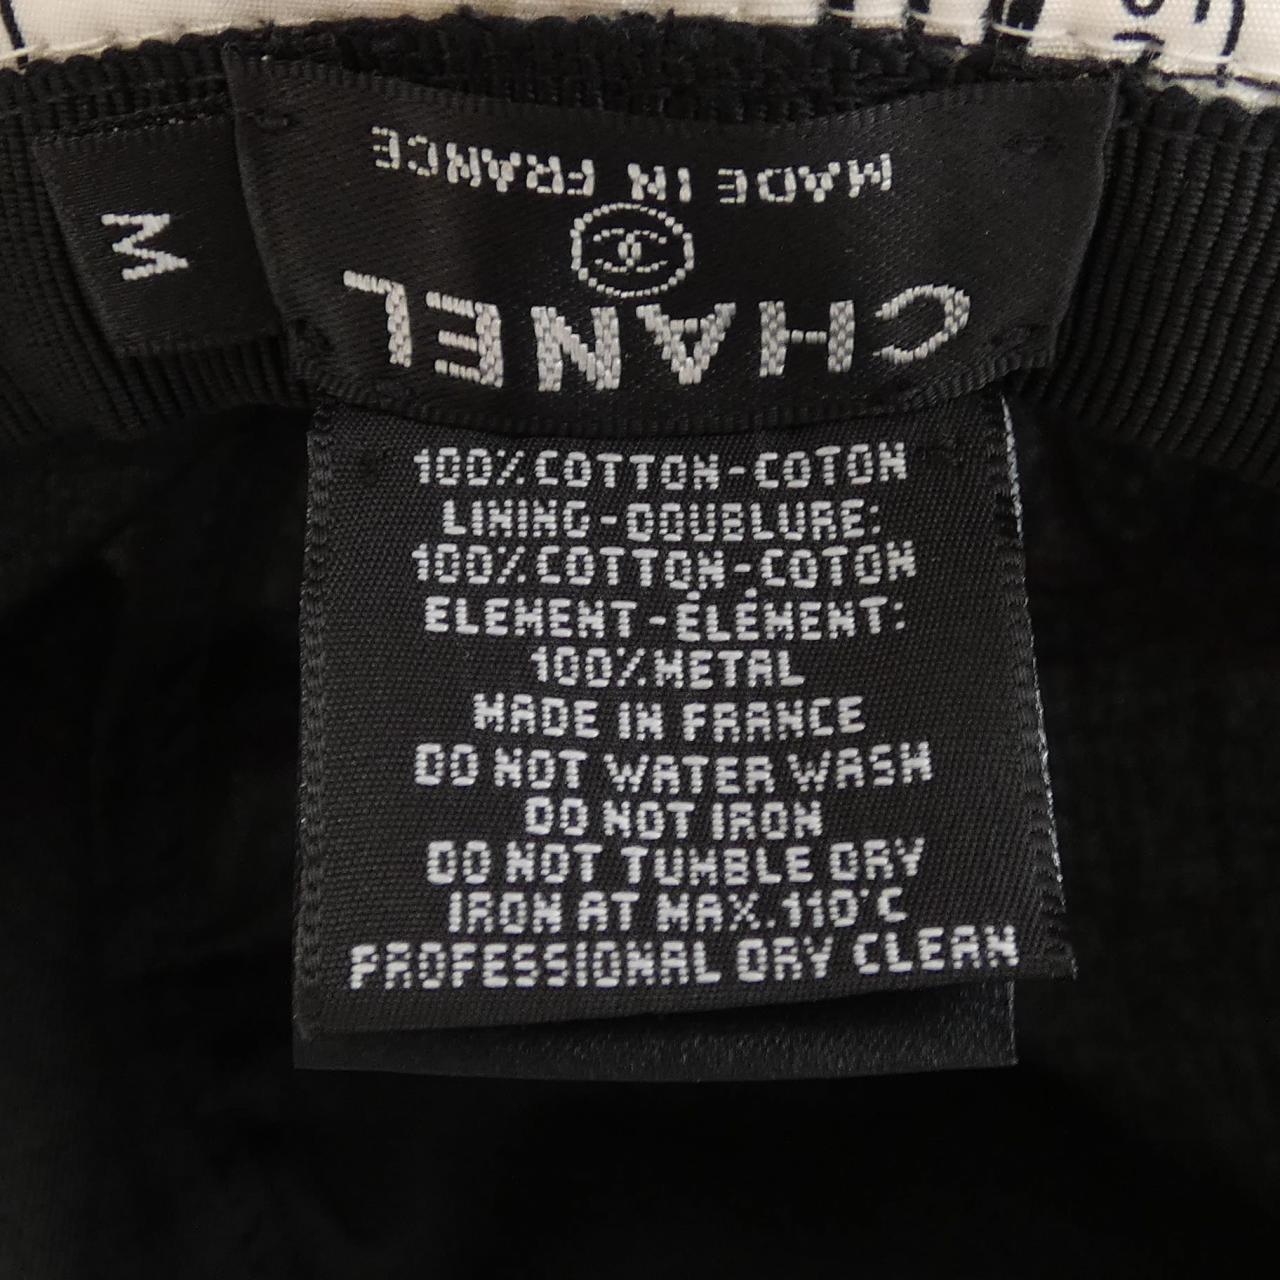 MADE IN FRANCE
CHANEL
M
100% COTTON-COTON
LINING-DOUBLURE:
100% COTTON-COTON
ELEMENT-ÉLÉMENT:
100% METAL
MADE IN FRANCE
DO NOT WATER WASH
DO NOT IRON
DO NOT TUMBLE DRY
IRON AT MAX.110°C
PROFESSIONAL DRY CLEAN